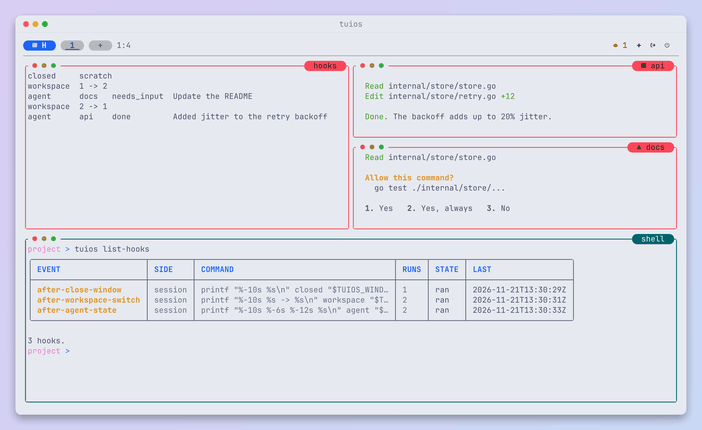 tuios
H 1 + 1:4 1
hooks
closed scratch
workspace 1 -> 2
agent docs needs_input Update the README
workspace 2 -> 1
agent api done Added jitter to the retry backoff
api
Read internal/store/store.go
Edit internal/store/retry.go +12
Done. The backoff adds up to 20% jitter.
docs
Read internal/store/store.go
Allow this command?
go test ./internal/store/...
1. Yes 2. Yes, always 3. No
shell
project > tuios list-hooks
EVENT SIDE COMMAND RUNS STATE LAST
after-close-window session printf "%-10s %s\n" closed "$TUIOS_WIND… 1 ran 2026-11-21T13:30:29Z
after-workspace-switch session printf "%-10s %s -> %s\n" workspace "$T… 2 ran 2026-11-21T13:30:31Z
after-agent-state session printf "%-10s %-6s %-12s %s\n" agent "$… 2 ran 2026-11-21T13:30:33Z
3 hooks.
project >